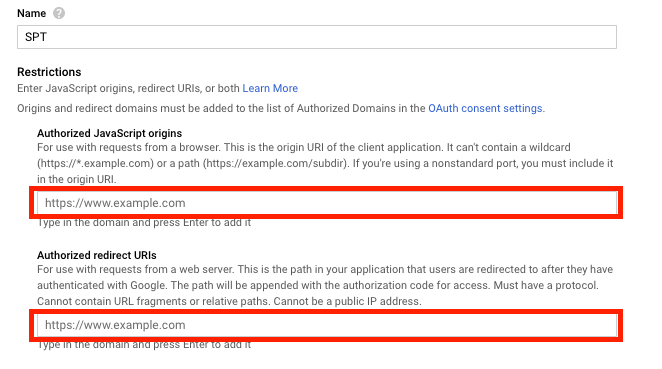 Name ?
SPT
Restrictions
Enter JavaScript origins, redirect URIs, or both Learn More
Origins and redirect domains must be added to the list of Authorized Domains in the OAuth consent settings.
Authorized JavaScript origins
For use with requests from a browser. This is the origin URI of the client application. It can't contain a wildcard
(https://*.example.com) or a path (https://example.com/subdir). If you're using a nonstandard port, you must include it
in the origin URI.
https://www.example.com
Type in the domain and press Enter to add it
Authorized redirect URIs
For use with requests from a web server. This is the path in your application that users are redirected to after they have
authenticated with Google. The path will be appended with the authorization code for access. Must have a protocol.
Cannot contain URL fragments or relative paths. Cannot be a public IP address.
https://www.example.com
Type in the domain and press Enter to add it